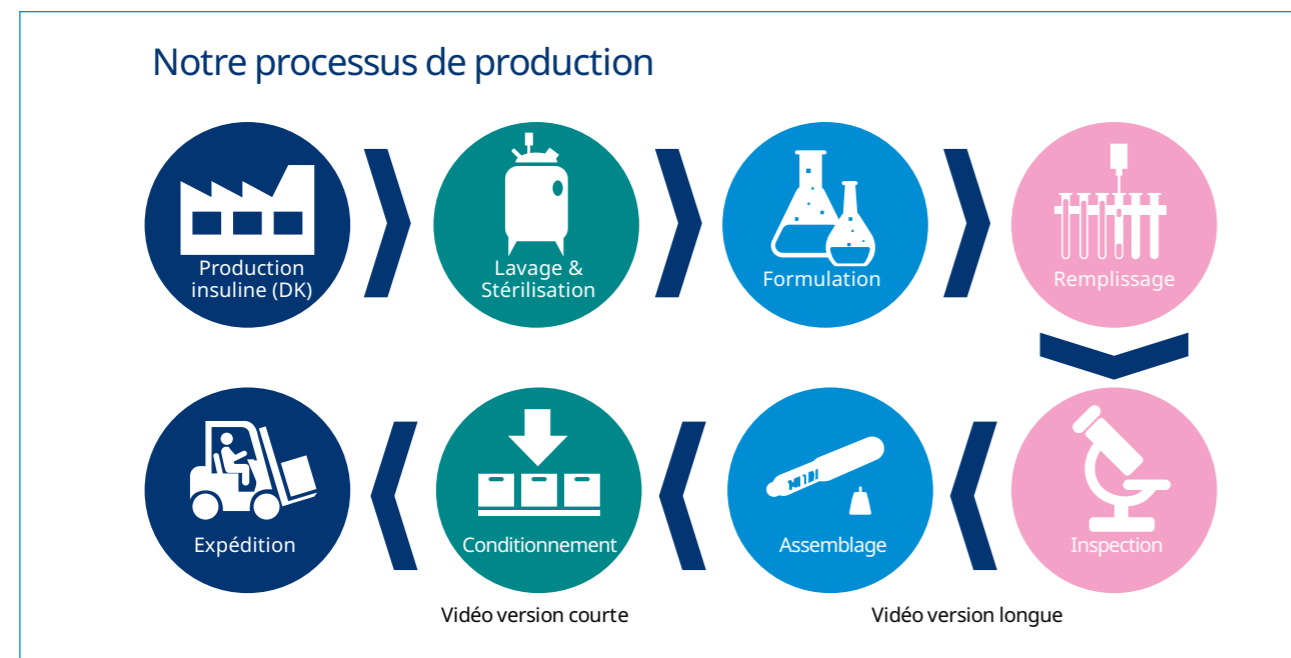 Notre processus de production
Production
insuline (DK)
Lavage &
Stérilisation
Formulation
Remplissage
Expédition
Conditionnement
Assemblage
Inspection
Vidéo version courte
Vidéo version longue